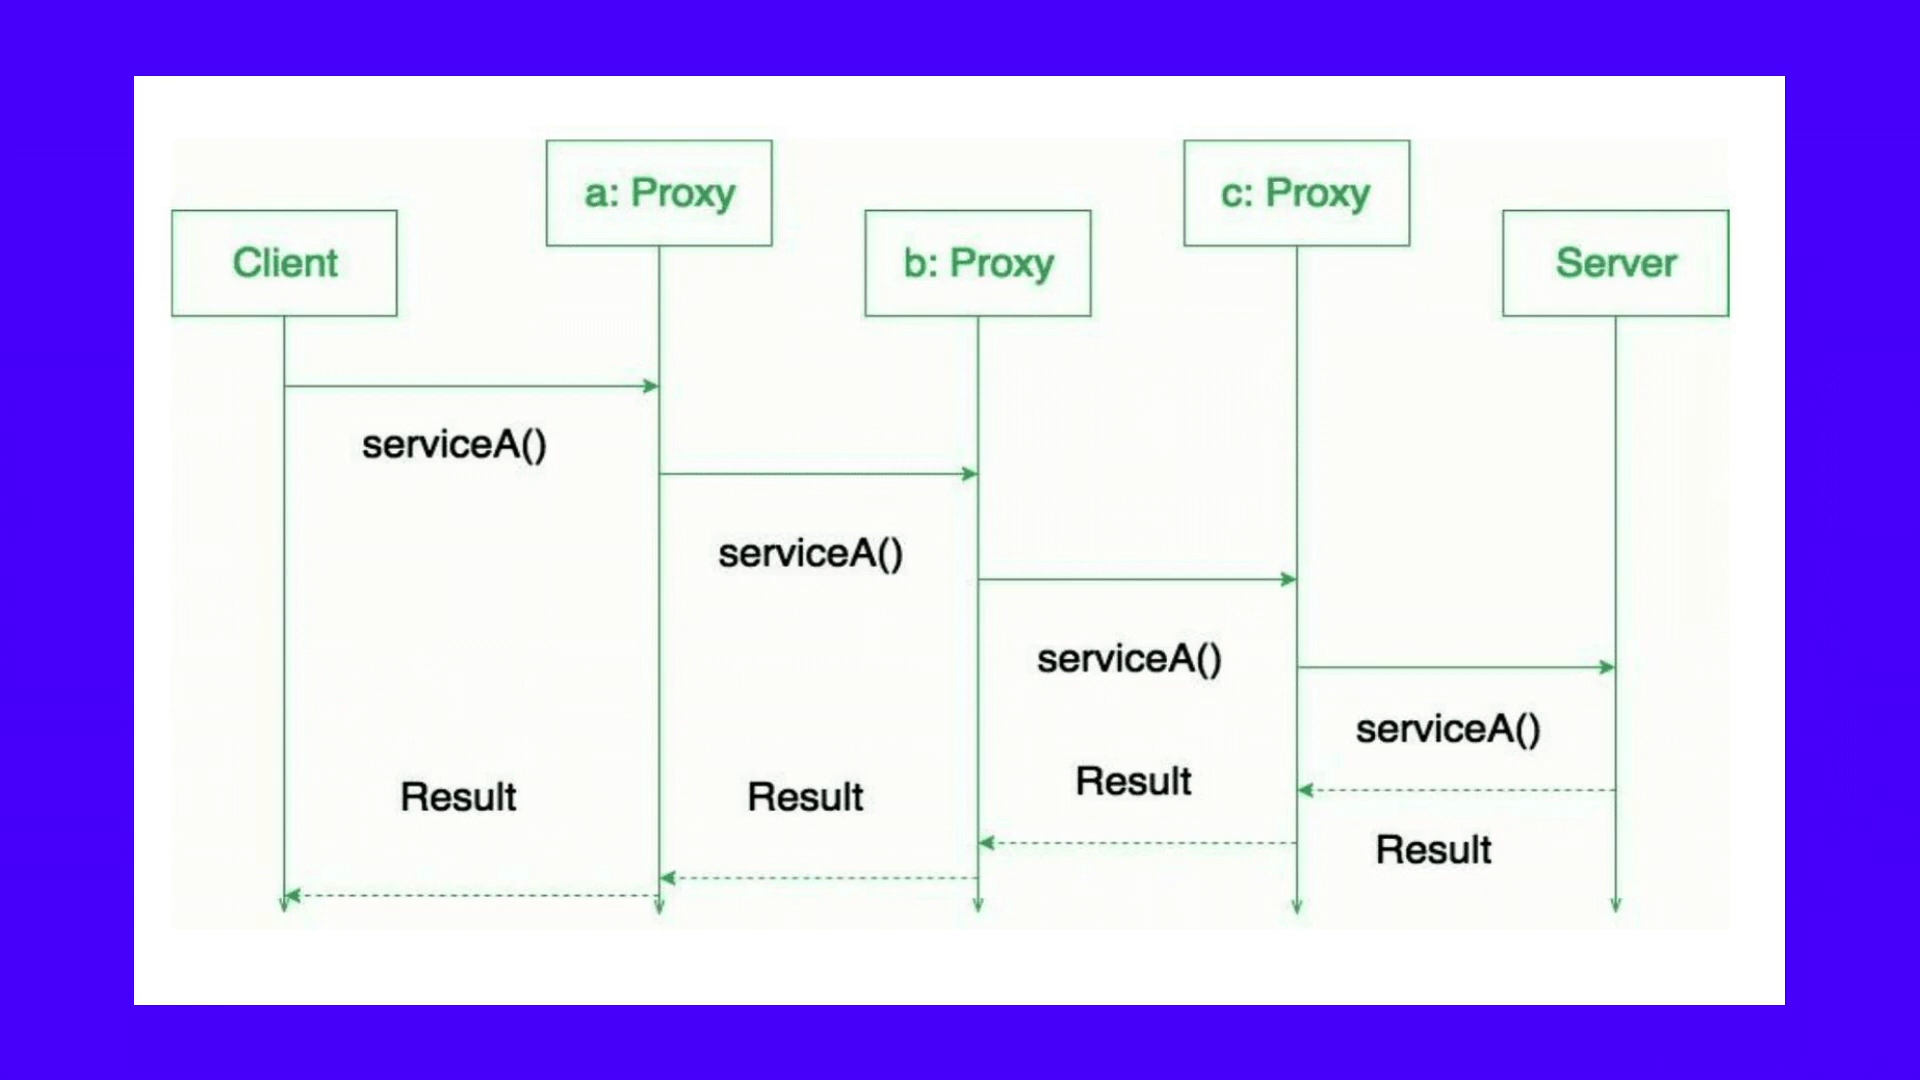 a: Proxy
c: Proxy
Client
b: Proxy
Server
serviceA()
serviceA()
serviceA()
serviceA()
Result
Result
Result
Result